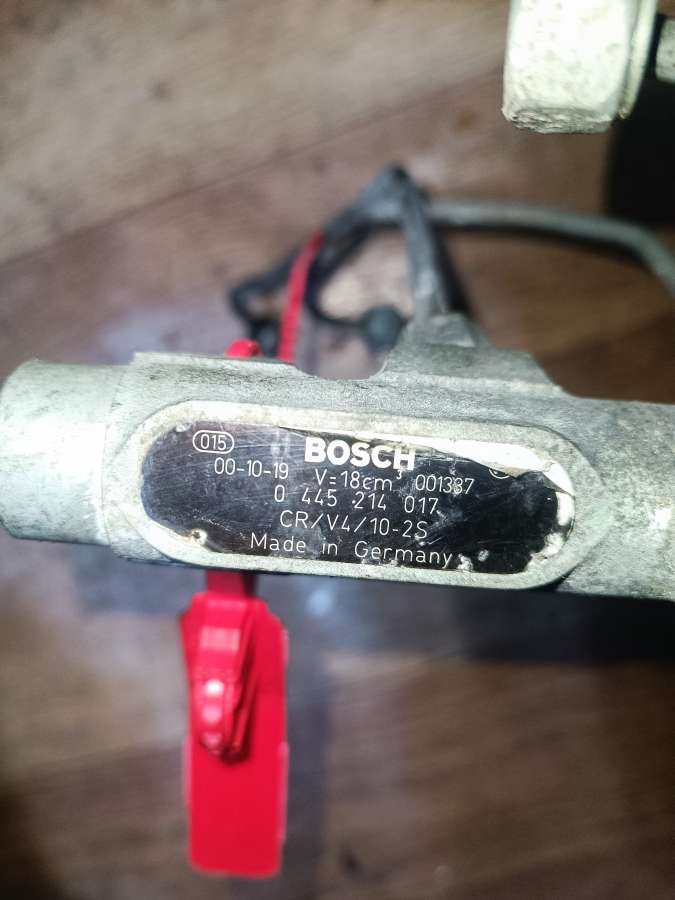 015 BOSCH
00-10-19 V=18cm³ 001337
0 445 214 017
CR/V4/10-2S
Made in Germany